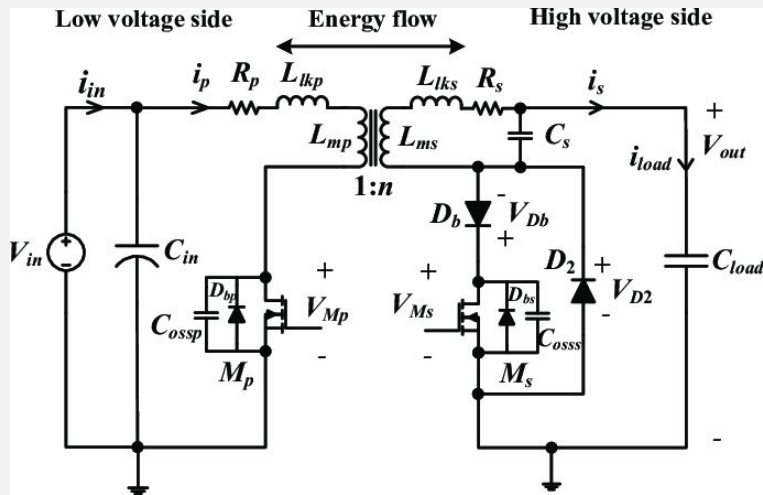 Low voltage side
Energy flow
High voltage side
i_in
i_p
R_p
L_lkp
L_lks
R_s
i_s
+
L_mp
L_ms
C_s
V_out
1:n
i_load
D_b
-
V_Db
+
V_in
+
-
C_in
D_2
+
C_load
D_bp
+
V_Mp
-
C_ossp
M_p
+
V_Ms
-
D_bs
C_osss
M_s
V_D2
-
-